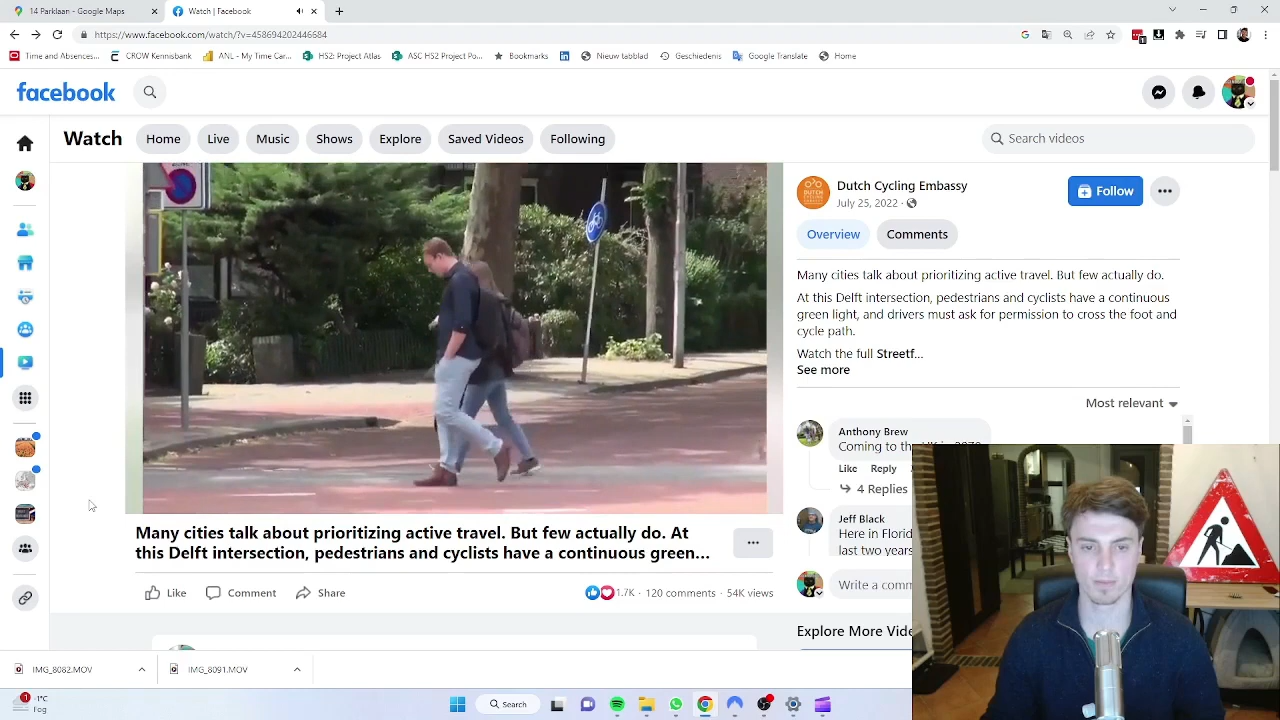 14 Parklaan - Google Maps
Watch | Facebook
https://www.facebook.com/watch/?v=458694202446684
Time and Absences...
CROW Kennisbank
ANL - My Time Car...
HS2: Project Atlas
ASC HS2 Project Po...
Bookmarks
Nieuw tabblad
Geschiedenis
Google Translate
Home
facebook
Watch
Home
Live
Music
Shows
Explore
Saved Videos
Following
Search videos
Dutch Cycling Embassy
July 25, 2022
Follow
Overview
Comments
Many cities talk about prioritizing active travel. But few actually do.
At this Delft intersection, pedestrians and cyclists have a continuous
green light, and drivers must ask for permission to cross the foot and
cycle path.
Watch the full Streetf...
See more
Most relevant
Anthony Brew
Like Reply
4 Replies
Jeff Black
Here in Florid
last two years
Write a comm
Explore More Vide
Many cities talk about prioritizing active travel. But few actually do. At
this Delft intersection, pedestrians and cyclists have a continuous green...
Like
Comment
Share
1.7K · 120 comments · 54K views
IMG_8082.MOV
IMG_8091.MOV
-1°C
Fog
Search